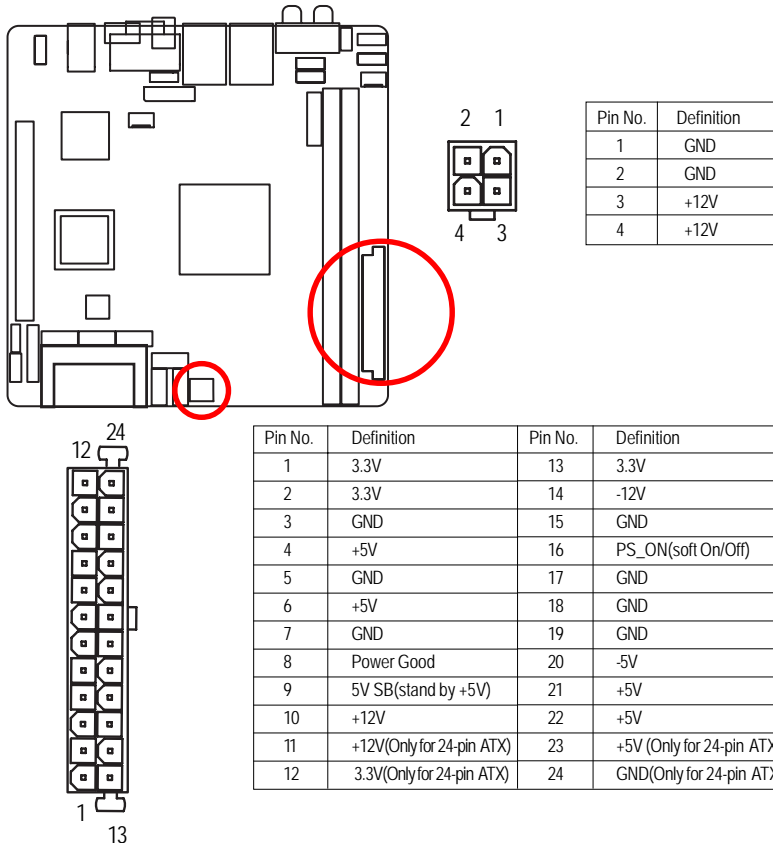 2 1
4 3
Pin No. Definition
1 GND
2 GND
3 +12V
4 +12V
12 24
1 13
Pin No. Definition Pin No. Definition
1 3.3V 13 3.3V
2 3.3V 14 -12V
3 GND 15 GND
4 +5V 16 PS_ON(soft On/Off)
5 GND 17 GND
6 +5V 18 GND
7 GND 19 GND
8 Power Good 20 -5V
9 5V SB(stand by +5V) 21 +5V
10 +12V 22 +5V
11 +12V(Only for 24-pin ATX) 23 +5V (Only for 24-pin ATX
12 3.3V(Only for 24-pin ATX) 24 GND(Only for 24-pin ATX